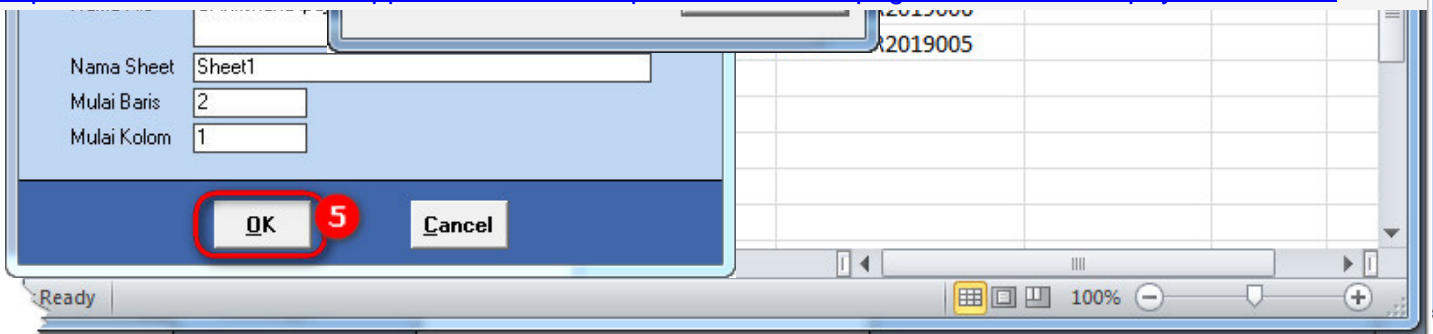 R2019005
Nama Sheet Sheet1
Mulai Baris 2
Mulai Kolom 1
OK 5 Cancel
Ready 100%